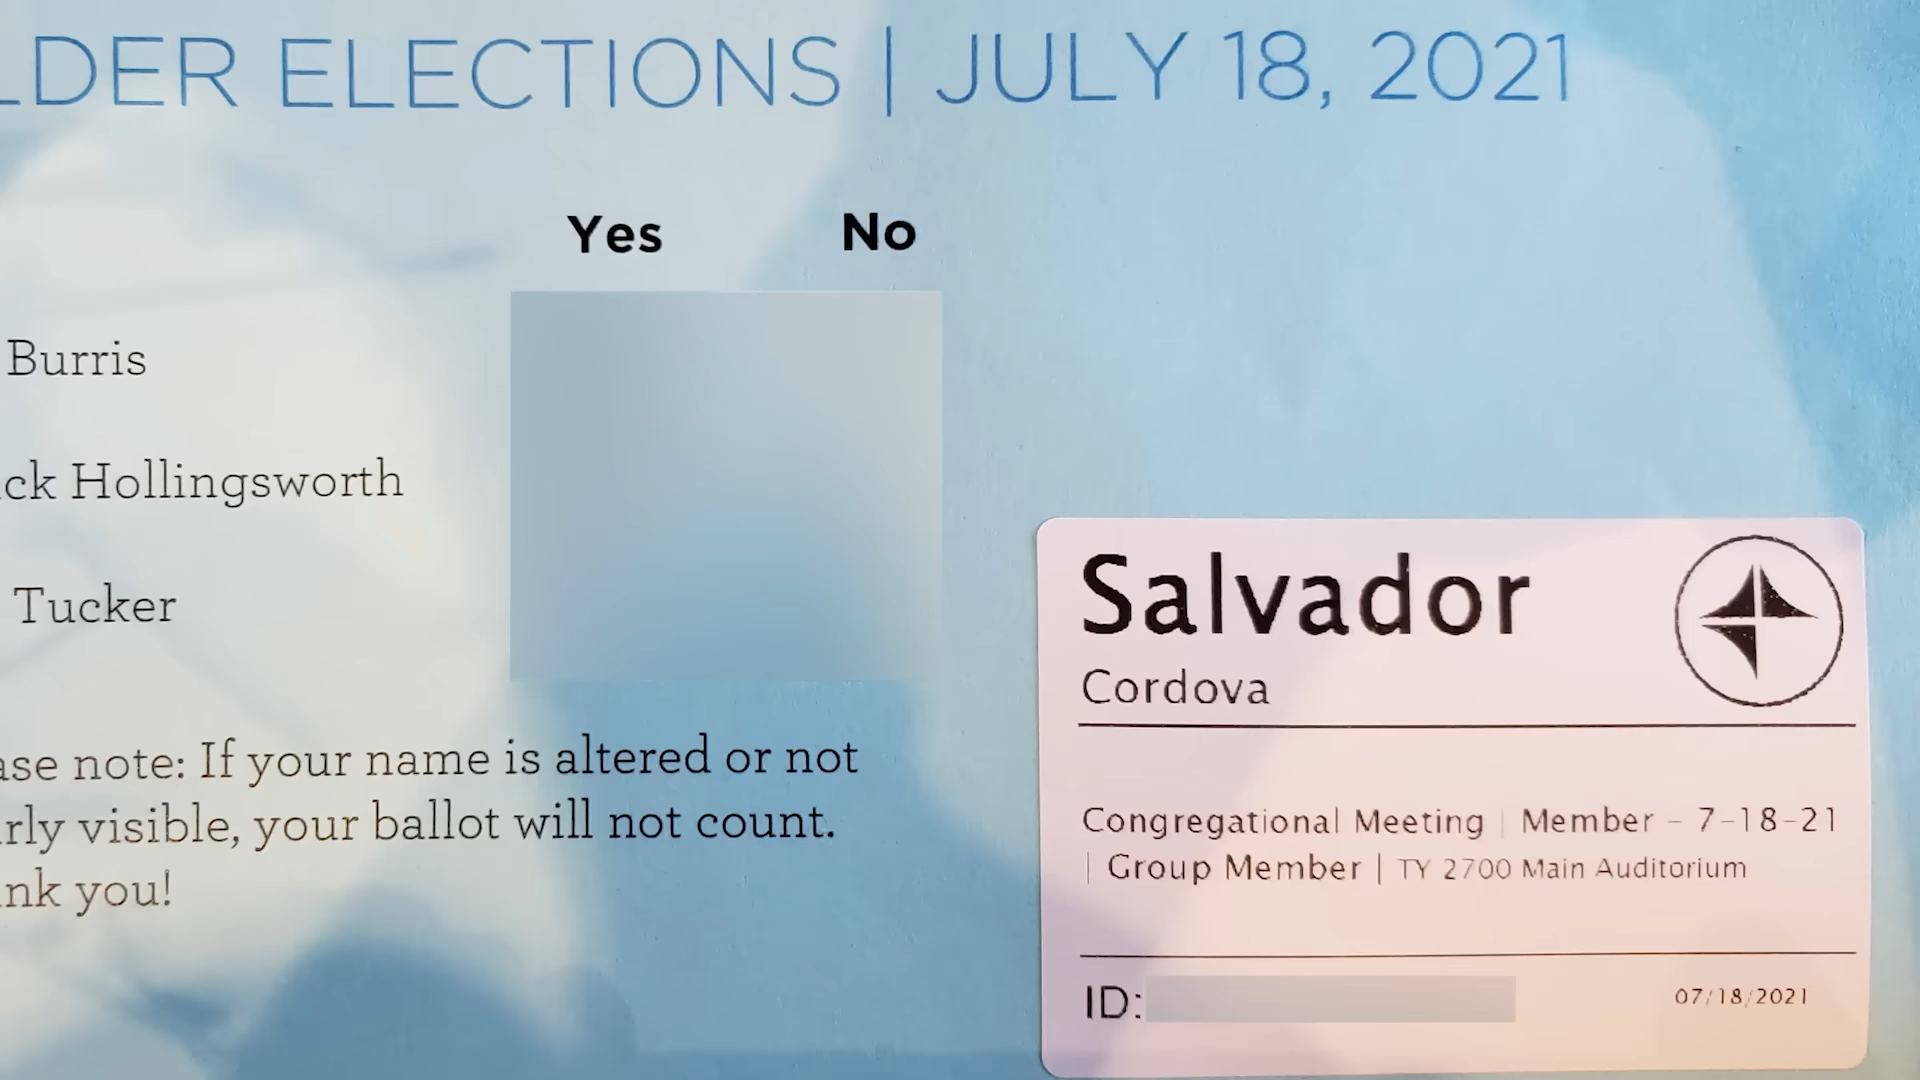 LDER ELECTIONS | JULY 18, 2021
Yes No
Burris
ck Hollingsworth
Tucker
ase note: If your name is altered or not
rly visible, your ballot will not count.
nk you!
Salvador
Cordova
Congregational Meeting | Member - 7-18-21
| Group Member | TY 2700 Main Auditorium
ID:
07/18/2021